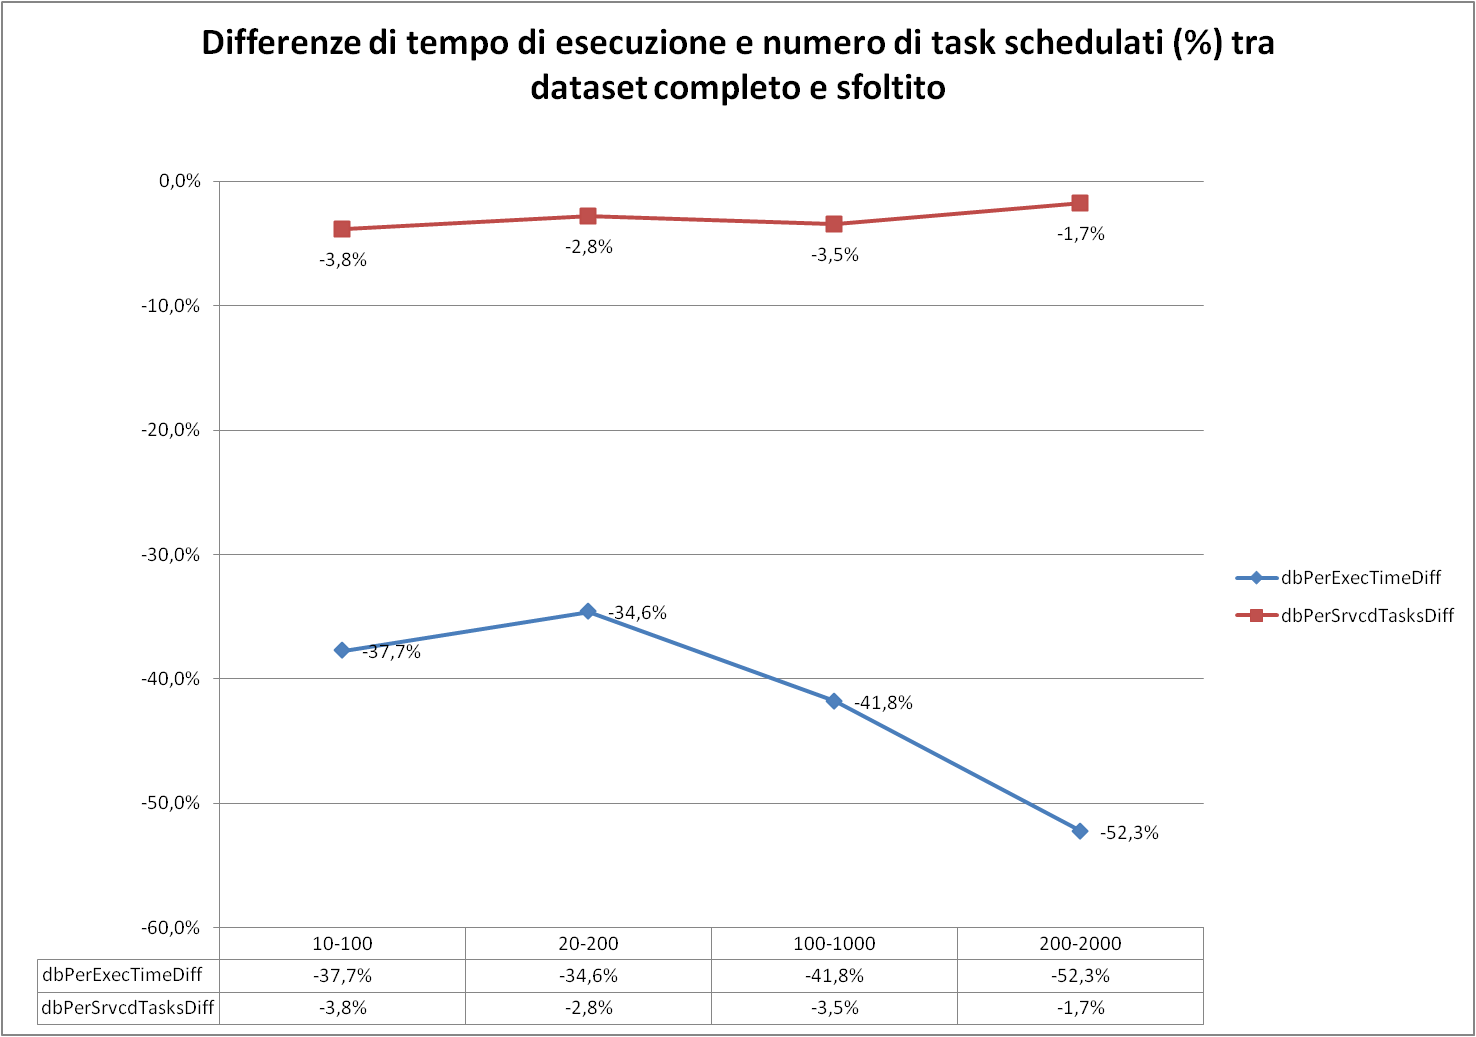 Differenze di tempo di esecuzione e numero di task schedulati (%) tra
dataset completo e sfoltito
0,0%
-10,0%
-20,0%
-30,0%
-40,0%
-50,0%
-60,0%
-3,8%
-2,8%
-3,5%
-1,7%
-37,7%
-34,6%
-41,8%
-52,3%
dbPerExecTimeDiff
dbPerSrvcdTasksDiff
10-100 20-200 100-1000 200-2000
dbPerExecTimeDiff -37,7% -34,6% -41,8% -52,3%
dbPerSrvcdTasksDiff -3,8% -2,8% -3,5% -1,7%